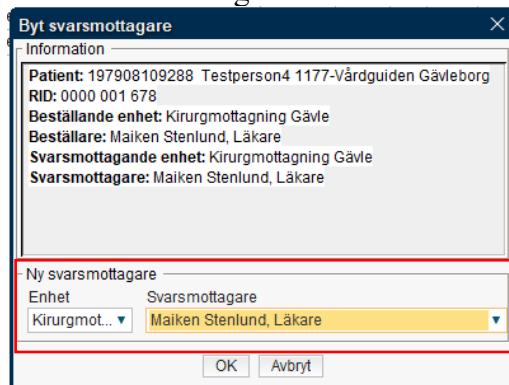 Byt svarsmottagare
Information
Patient: 197908109288 Testperson4 1177-Vårdguiden Gävleborg
RID: 0000 001 678
Beställande enhet: Kirurgmottagning Gävle
Beställare: Maiken Stenlund, Läkare
Svarsmottagande enhet: Kirurgmottagning Gävle
Svarsmottagare: Maiken Stenlund, Läkare
Ny svarsmottagare
Enhet Svarsmottagare
Kirurgmot... Maiken Stenlund, Läkare
OK Avbryt